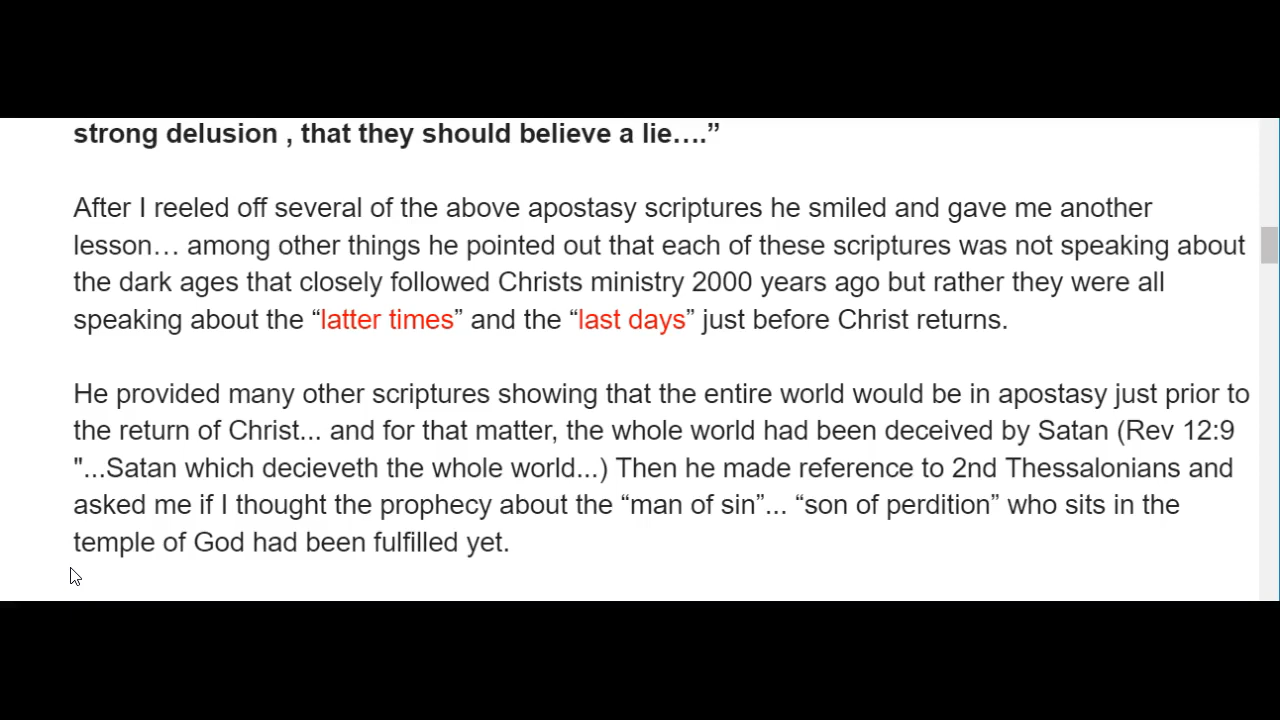 strong delusion , that they should believe a lie….”
After I reeled off several of the above apostasy scriptures he smiled and gave me another
lesson… among other things he pointed out that each of these scriptures was not speaking about
the dark ages that closely followed Christs ministry 2000 years ago but rather they were all
speaking about the “latter times” and the “last days” just before Christ returns.
He provided many other scriptures showing that the entire world would be in apostasy just prior to
the return of Christ... and for that matter, the whole world had been deceived by Satan (Rev 12:9
"...Satan which decieveth the whole world...) Then he made reference to 2nd Thessalonians and
asked me if I thought the prophecy about the “man of sin”... “son of perdition” who sits in the
temple of God had been fulfilled yet.